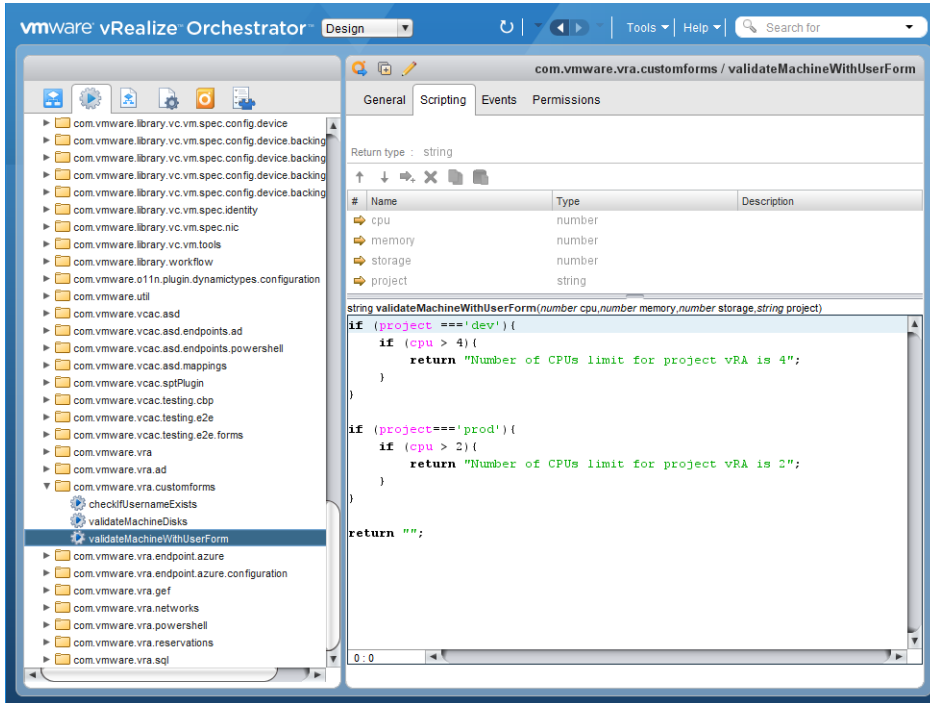 vmware vRealize Orchestrator Design Tools Help Search for
com.vmware.vra.customforms / validateMachineWithUserForm
General Scripting Events Permissions
com.vmware.library.vc.vm.spec.config.device
com.vmware.library.vc.vm.spec.config.device.backing
com.vmware.library.vc.vm.spec.config.device.backing
com.vmware.library.vc.vm.spec.config.device.backing
com.vmware.library.vc.vm.spec.config.device.backing
com.vmware.library.vc.vm.spec.identity
com.vmware.library.vc.vm.spec.nic
com.vmware.library.vc.vm.tools
com.vmware.library.workflow
com.vmware.o11n.plugin.dynamictypes.configuration
com.vmware.util
com.vmware.vcac.asd
com.vmware.vcac.asd.endpoints.ad
com.vmware.vcac.asd.endpoints.powershell
com.vmware.vcac.asd.mappings
com.vmware.vcac.sptPlugin
com.vmware.vcac.testing.cbp
com.vmware.vcac.testing.e2e
com.vmware.vcac.testing.e2e.forms
com.vmware.vra
com.vmware.vra.ad
com.vmware.vra.customforms
checkIfUsernameExists
validateMachineDisks
validateMachineWithUserForm
com.vmware.vra.endpoint.azure
com.vmware.vra.endpoint.azure.configuration
com.vmware.vra.gef
com.vmware.vra.networks
com.vmware.vra.powershell
com.vmware.vra.reservations
com.vmware.vra.sql
Return type : string
# Name Type Description
cpu number
memory number
storage number
project string
string validateMachineWithUserForm(number cpu,number memory,number storage,string project)
if (project ==='dev'){
if (cpu > 4){
return "Number of CPUs limit for project vRA is 4";
}
}
if (project==='prod'){
if (cpu > 2){
return "Number of CPUs limit for project vRA is 2";
}
}
return "";
0 : 0